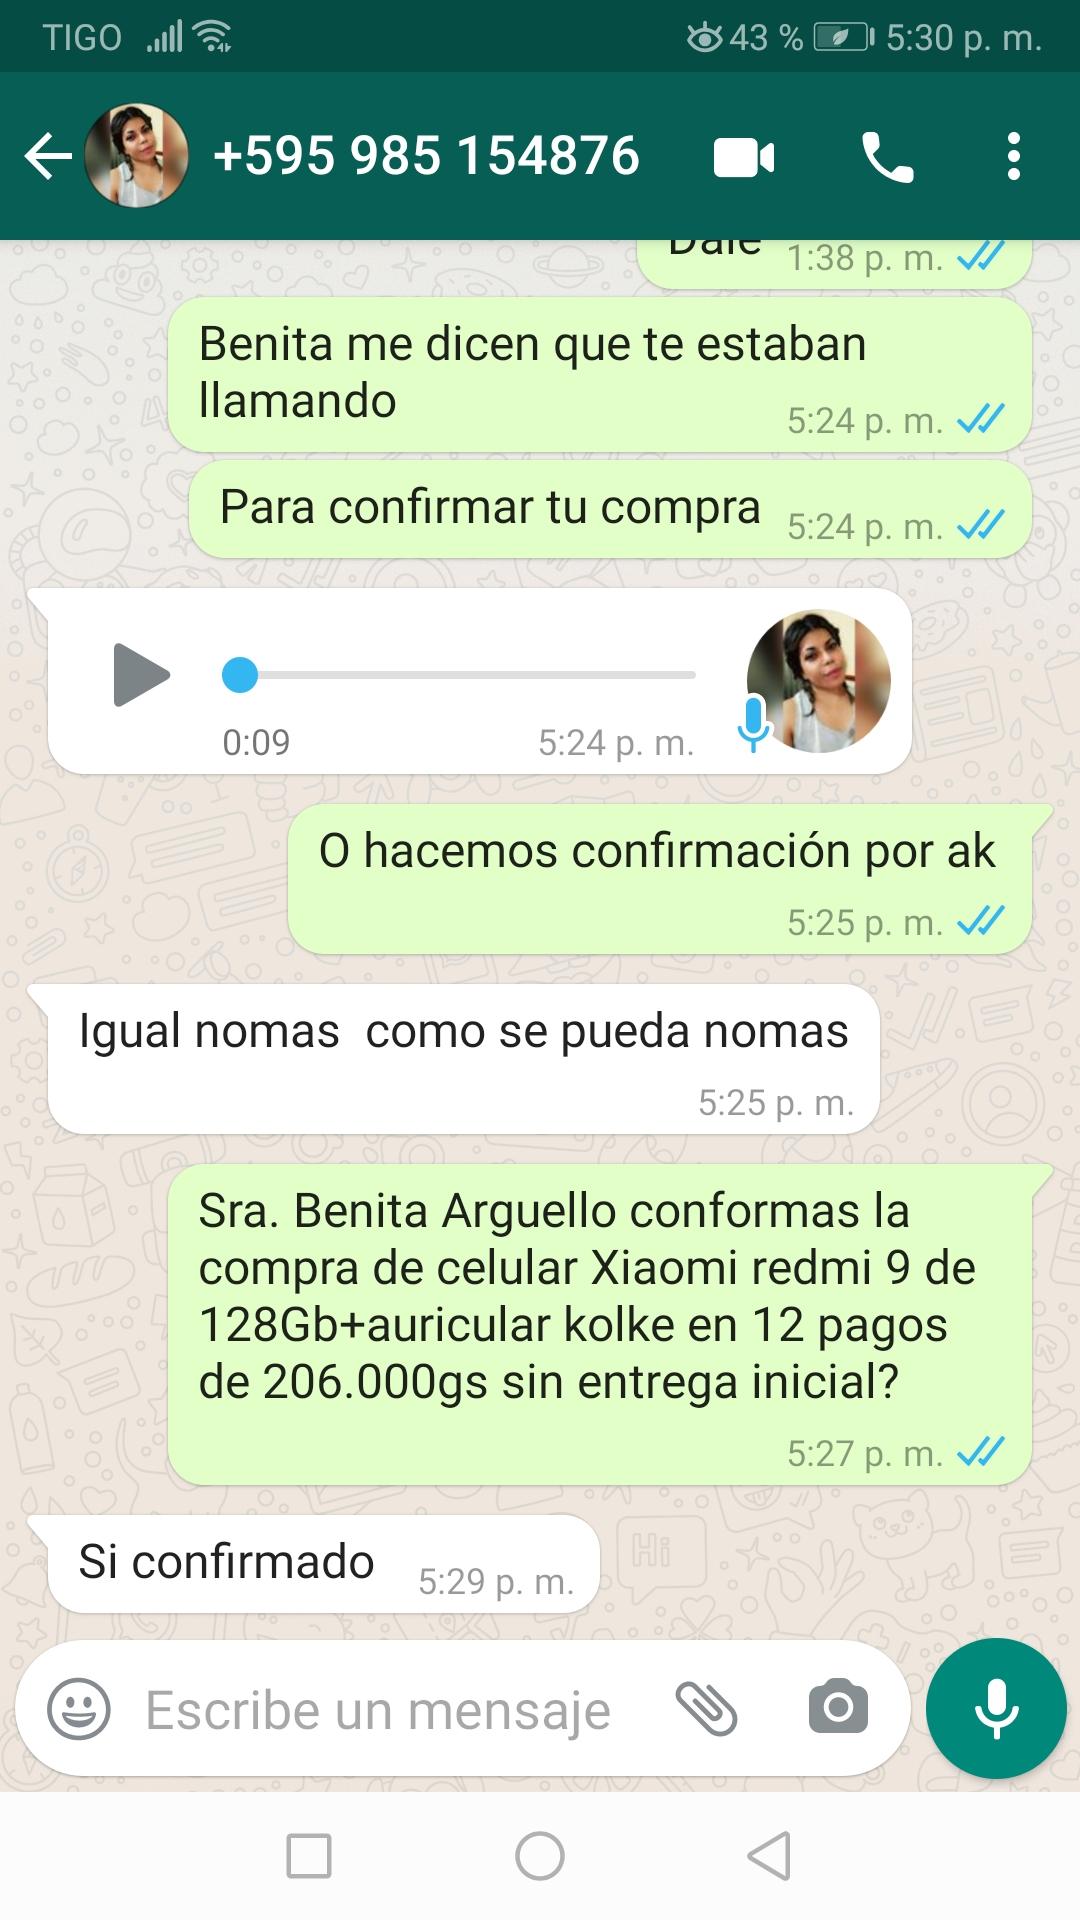 TIGO 43 % 5:30 p. m.
+595 985 154876
Dale 1:38 p. m.
Benita me dicen que te estaban
llamando
5:24 p. m.
Para confirmar tu compra 5:24 p. m.
0:09 5:24 p. m.
O hacemos confirmación por ak
5:25 p. m.
Igual nomas  como se pueda nomas
5:25 p. m.
Sra. Benita Arguello conformas la
compra de celular Xiaomi redmi 9 de
128Gb+auricular kolke en 12 pagos
de 206.000gs sin entrega inicial?
5:27 p. m.
Si confirmado 5:29 p. m.
Escribe un mensaje